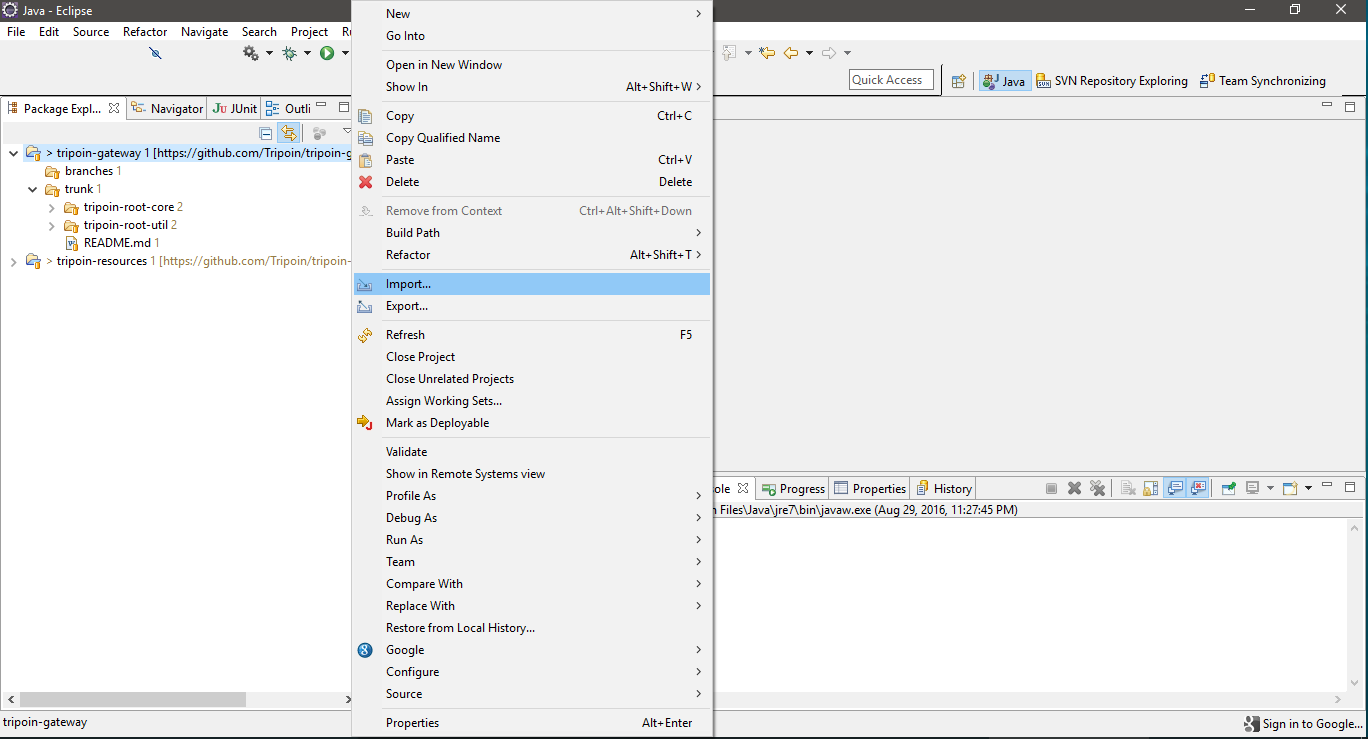 Java - Eclipse
File Edit Source Refactor Navigate Search Project
Quick Access
Java SVN Repository Exploring Team Synchronizing
Package Expl... Navigator JUnit Outli
> tripoin-gateway 1 [https://github.com/Tripoin/tripoin-g
branches 1
trunk 1
tripoin-root-core 2
tripoin-root-util 2
README.md 1
> tripoin-resources 1 [https://github.com/Tripoin/tripoin-
New
Go Into
Open in New Window
Show In Alt+Shift+W
Copy Ctrl+C
Copy Qualified Name
Paste Ctrl+V
Delete Delete
Remove from Context Ctrl+Alt+Shift+Down
Build Path
Refactor Alt+Shift+T
Import...
Export...
Refresh F5
Close Project
Close Unrelated Projects
Assign Working Sets...
Mark as Deployable
Validate
Show in Remote Systems view
Profile As
Debug As
Run As
Team
Compare With
Replace With
Restore from Local History...
Google
Configure
Source
Properties Alt+Enter
ole Progress Properties History
Files\Java\jre7\bin\javaw.exe (Aug 29, 2016, 11:27:45 PM)
tripoin-gateway
Sign in to Google...